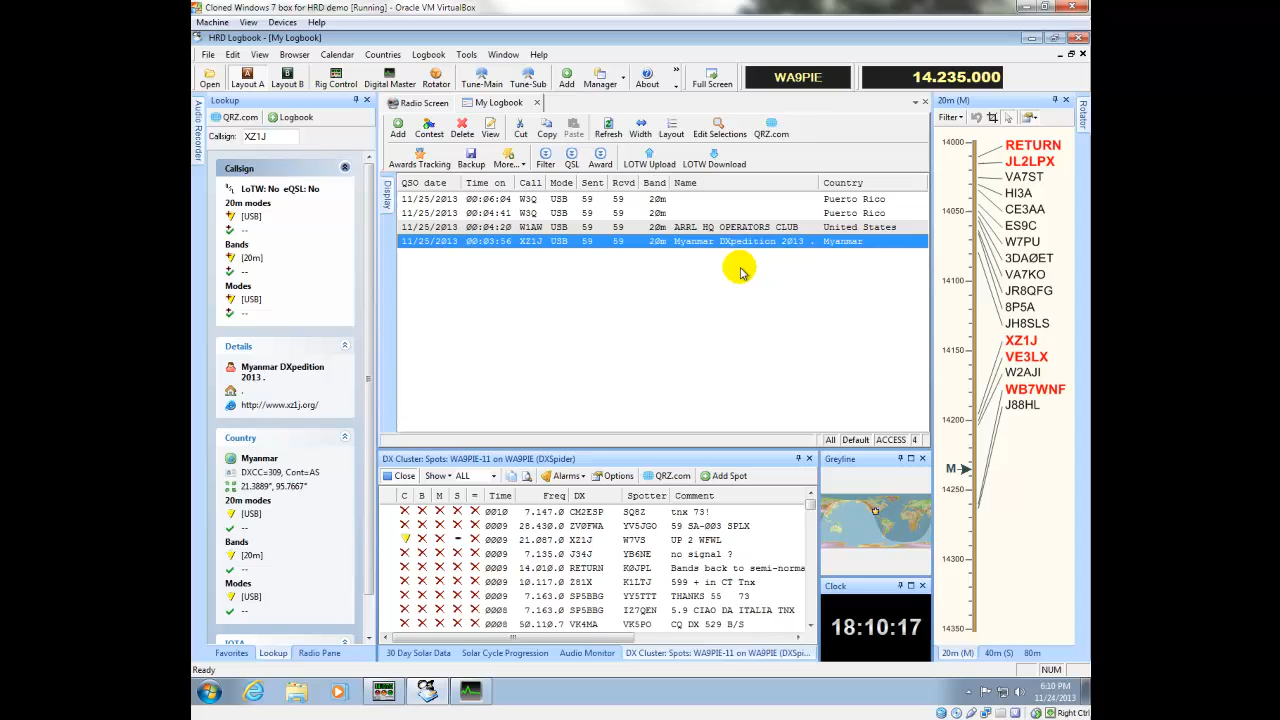 Cloned Windows 7 box for HRD demo [Running] - Oracle VM VirtualBox
Machine View Devices Help
HRD Logbook - [My Logbook]
File Edit View Browser Calendar Countries Logbook Tools Window Help
Open Layout A Layout B Rig Control Digital Master Rotator Tune-Main Tune-Sub Add Manager About Full Screen WA9PIE 14.235.000
Audio Recorder
Lookup
QRZ.com Logbook
Callsign: XZ1J
Callsign
LoTW: No eQSL: No
20m modes
[USB]
--
Bands
[20m]
--
Modes
[USB]
--
Details
Myanmar DXpedition
2013 .
.
http://www.xz1j.org/
Country
Myanmar
DXCC=309, Cont=AS
21.3889°, 95.7667°
20m modes
[USB]
--
Bands
[20m]
--
Modes
[USB]
--
IOTA
Favorites Lookup Radio Pane
Radio Screen My Logbook
Add Contest Delete View Cut Copy Paste Refresh Width Layout Edit Selections QRZ.com
Awards Tracking Backup More... Filter QSL Award LOTW Upload LOTW Download
Display
QSO date Time on Call Mode Sent Rcvd Band Name Country
11/25/2013 00:06:04 W3Q USB 59 59 20m Puerto Rico
11/25/2013 00:04:41 W3Q USB 59 59 20m Puerto Rico
11/25/2013 00:04:20 W1AW USB 59 59 20m ARRL HQ OPERATORS CLUB United States
11/25/2013 00:03:56 XZ1J USB 59 59 20m Myanmar DXpedition 2013 . Myanmar
All Default ACCESS 4
DX Cluster: Spots: WA9PIE-11 on WA9PIE (DXSpider)
Close Show ALL Alarms Options QRZ.com Add Spot
C B M S = Time Freq DX Spotter Comment
0010 7.147.0 CM2ESP SQ8Z tnx 73!
0009 28.430.0 ZV0FWA YV5JGO 59 SA-003 SPLX
0009 21.087.0 XZ1J W7VS UP 2 WFWL
0009 7.135.0 J34J YB6NE no signal ?
0009 14.010.0 RETURN K0JPL Bands back to semi-norma
0009 10.117.0 Z81X K1LTJ 599 + in CT Tnx
0009 7.163.0 SP5BBG YY5TTT THANKS 55 73
0008 7.163.0 SP5BBG IZ7QEN 5.9 CIAO DA ITALIA TNX
0008 50.110.7 VK4MA VK5PO CQ DX 529 B/S
30 Day Solar Data Solar Cycle Progression Audio Monitor DX Cluster: Spots: WA9PIE-11 on WA9PIE (DXSpi...
Greyline
Clock
18:10:17
20m (M)
Filter
Rotator
14000
14050
14100
14150
14200
M
14250
14300
14350
RETURN
JL2LPX
VA7ST
HI3A
CE3AA
ES9C
W7PU
3DAØET
VA7KO
JR8QFG
8P5A
JH8SLS
XZ1J
VE3LX
W2AJI
WB7WNF
J88HL
20m (M) 40m (S) 80m
Ready NUM
6:10 PM
11/24/2013
Right Ctrl